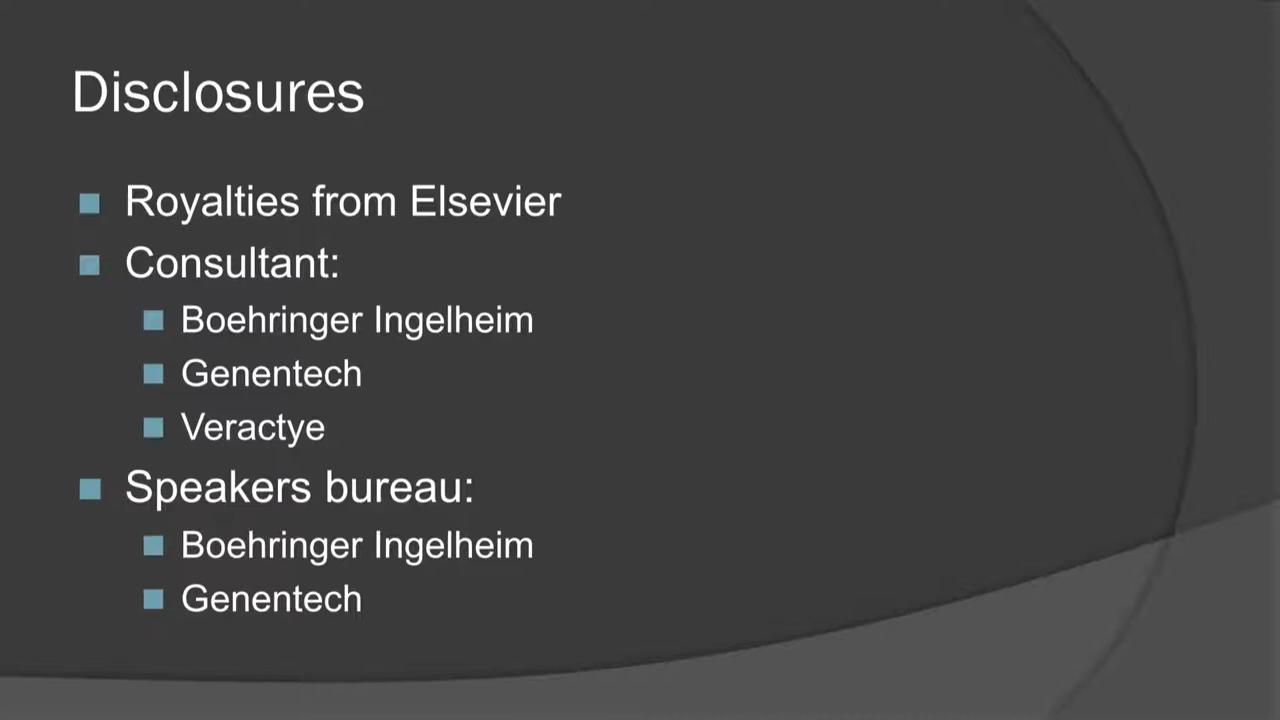 Disclosures
Royalties from Elsevier
Consultant:
Boehringer Ingelheim
Genentech
Veractye
Speakers bureau:
Boehringer Ingelheim
Genentech